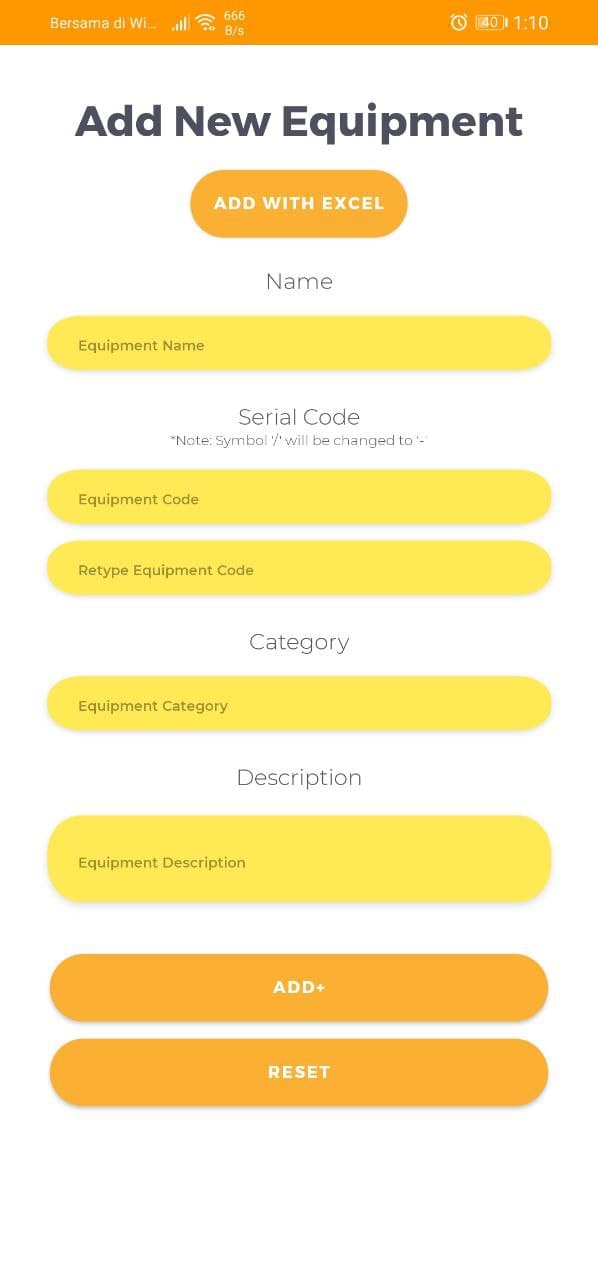 Bersama di Wi...
666
B/s
40
1:10
Add New Equipment
ADD WITH EXCEL
Name
Equipment Name
Serial Code
*Note: Symbol '/' will be changed to '-'
Equipment Code
Retype Equipment Code
Category
Equipment Category
Description
Equipment Description
ADD+
RESET